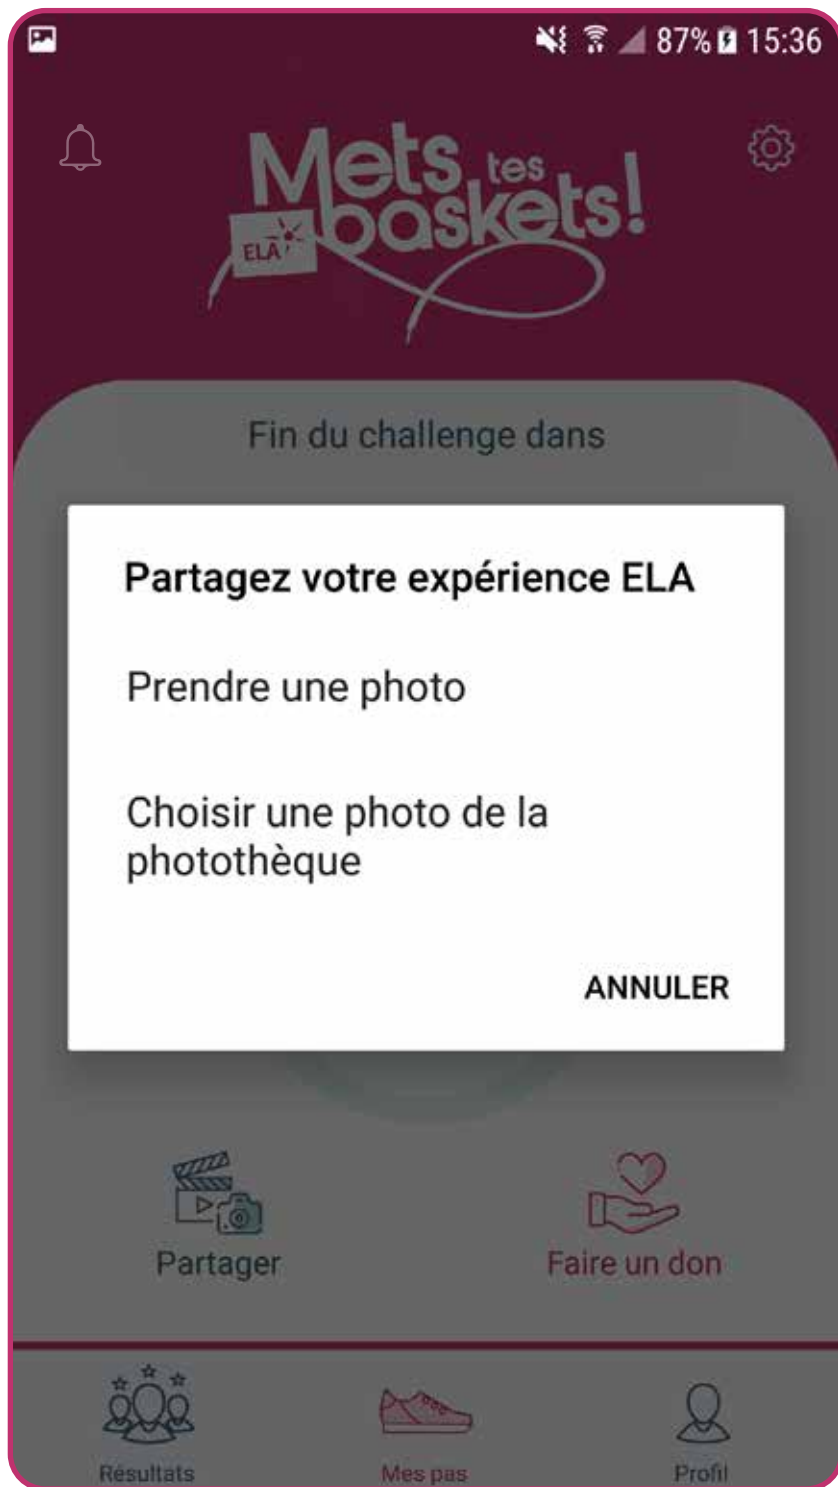 87% 15:36
Mets tes
baskets!
ELA
Fin du challenge dans
Partagez votre expérience ELA
Prendre une photo
Choisir une photo de la
photothèque
ANNULER
Partager
Faire un don
Résultats
Mes pas
Profil